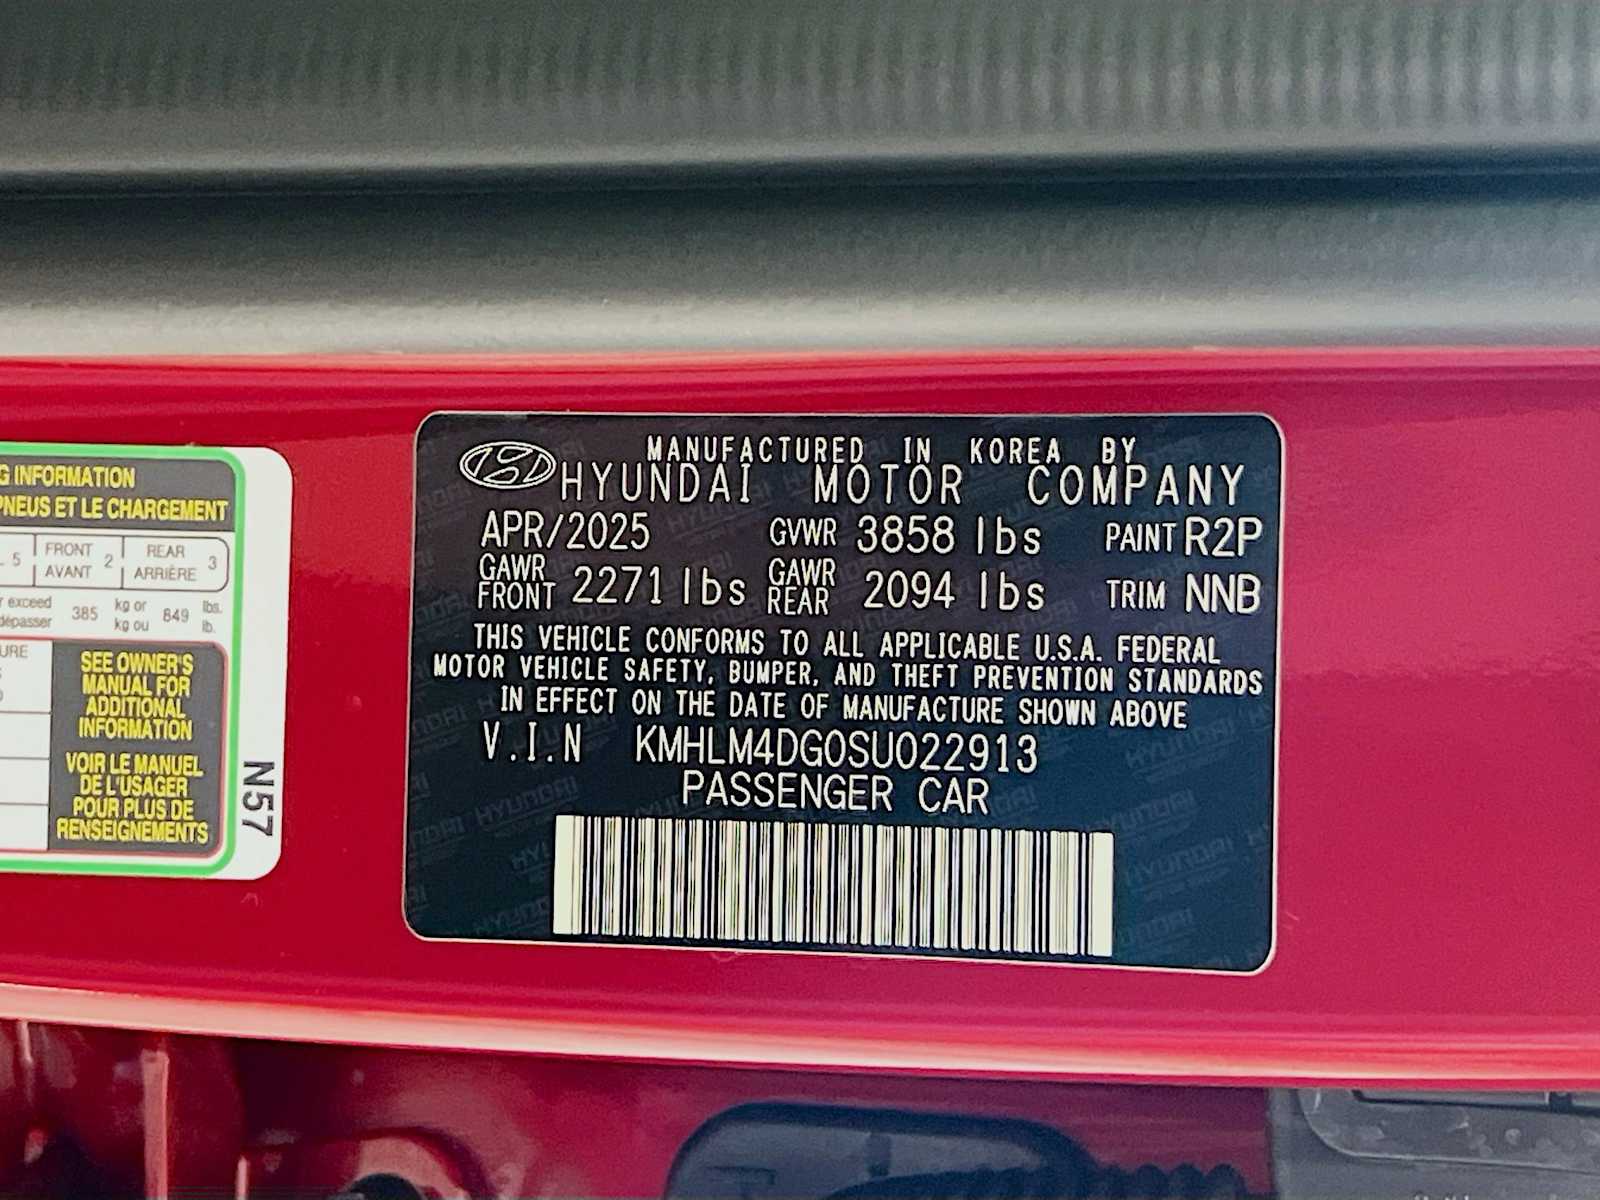 G INFORMATION
PNEUS ET LE CHARGEMENT
5 FRONT AVANT 2 REAR ARRIÈRE 3
exceed
dépasser 385 kg or kg ou 849 lbs. lb.
URE
SEE OWNER'S
MANUAL FOR
ADDITIONAL
INFORMATION
VOIR LE MANUEL
DE L'USAGER
POUR PLUS DE
RENSEIGNEMENTS
N57
MANUFACTURED IN KOREA BY
HYUNDAI MOTOR COMPANY
APR/2025 GVWR 3858 lbs PAINT R2P
GAWR FRONT 2271 lbs GAWR REAR 2094 lbs TRIM NNB
THIS VEHICLE CONFORMS TO ALL APPLICABLE U.S.A. FEDERAL
MOTOR VEHICLE SAFETY, BUMPER, AND THEFT PREVENTION STANDARDS
IN EFFECT ON THE DATE OF MANUFACTURE SHOWN ABOVE
V.I.N KMHLM4DG0SU022913
PASSENGER CAR